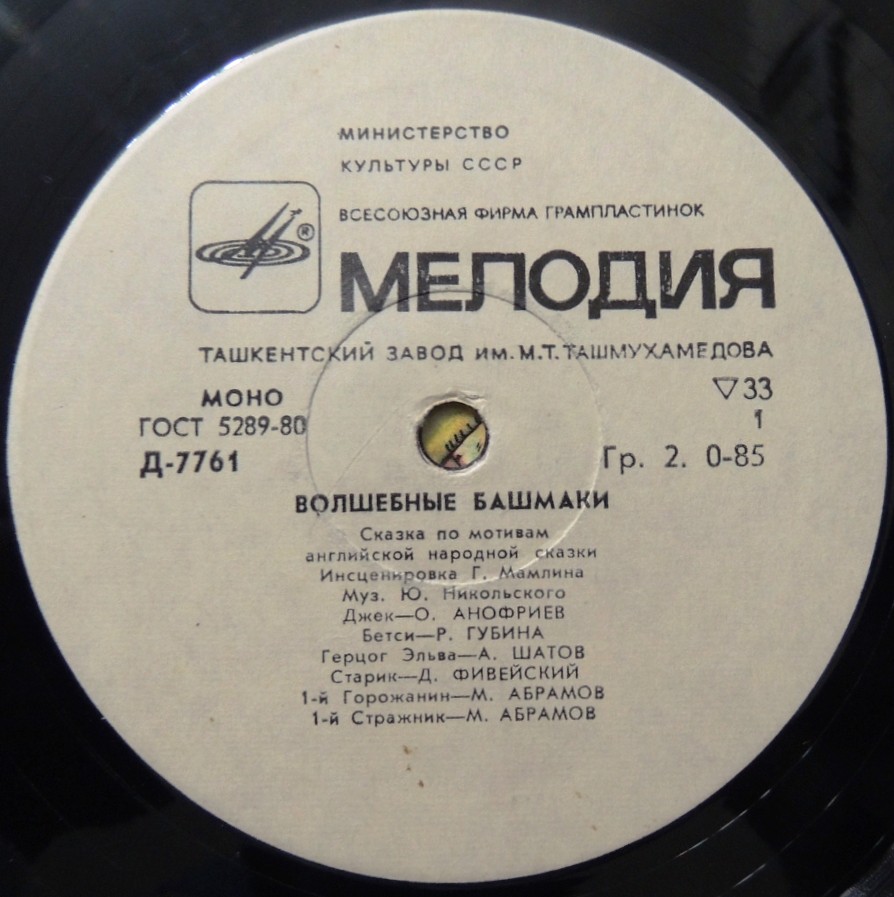 МИНИСТЕРСТВО
КУЛЬТУРЫ СССР
ВСЕСОЮЗНАЯ ФИРМА ГРАМПЛАСТИНОК
®
МЕЛОДИЯ
ТАШКЕНТСКИЙ ЗАВОД ИМ. М.Т. ТАШМУХАМЕДОВА
МОНО
▽33
ГОСТ 5289-80
1
Д-7761
Гр. 2. 0-85
ВОЛШЕБНЫЕ БАШМАКИ
Сказка по мотивам
английской народной сказки
Инсценировка Г. Мамлина
Муз. Ю. Никольского
Джек—О. АНОФРИЕВ
Бетси—Р. ГУБИНА
Герцог Эльва—А. ШАТОВ
Старик—Д. ФИВЕЙСКИЙ
1-й Горожанин—М. АБРАМОВ
1-й Стражник—М. АБРАМОВ